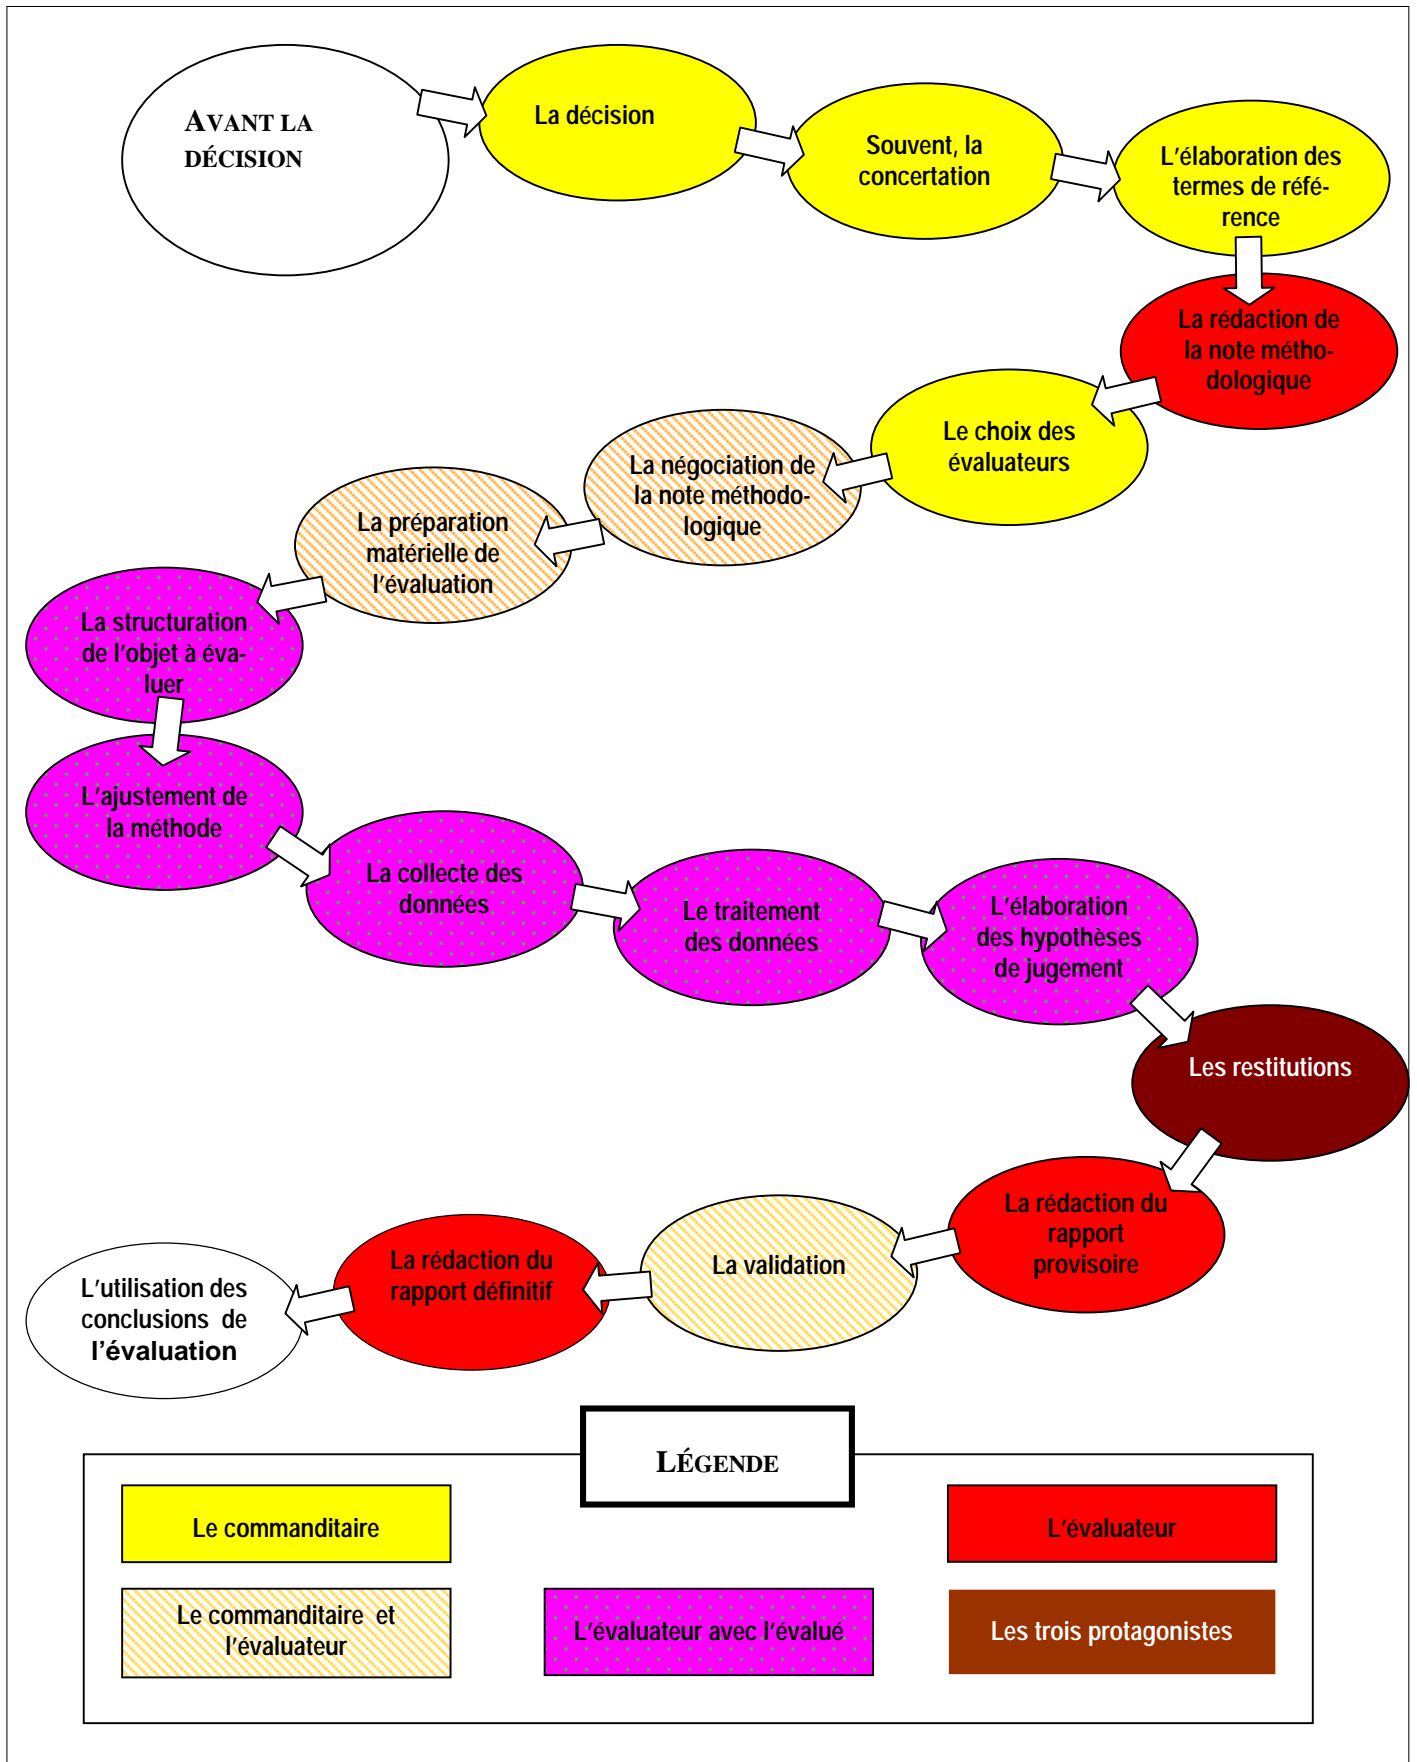 AVANT LA
DÉCISION
La décision
Souvent, la
concertation
L'élaboration des
termes de réfé-
rence
La rédaction de
la note métho-
dologique
Le choix des
évaluateurs
La négociation de
la note méthodo-
logique
La préparation
matérielle de
l'évaluation
La structuration
de l'objet à éva-
luer
L'ajustement de
la méthode
La collecte des
données
Le traitement
des données
L'élaboration
des hypothèses
de jugement
Les restitutions
La rédaction du
rapport
provisoire
La validation
La rédaction du
rapport définitif
L'utilisation des
conclusions de
l'évaluation
LÉGENDE
Le commanditaire
L'évaluateur
Le commanditaire et
l'évaluateur
L'évaluateur avec l'évalué
Les trois protagonistes